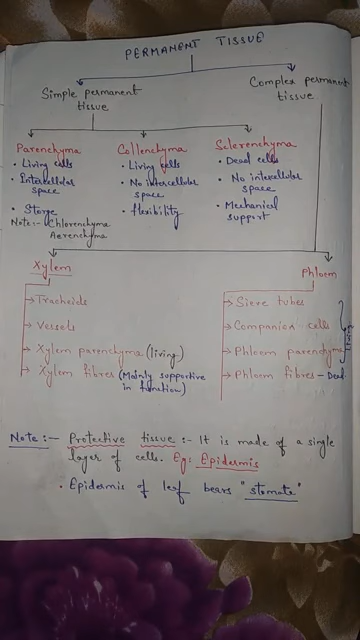 PERMANENT TISSUE
Simple permanent tissue
Complex permanent tissue
Parenchyma
• Living cells
• Intercellular space
• Storge
Note:- Chlorenchyma
Aerenchyma
Collenchyma
• Living cells
• No intercellular space
• flexibility
Sclerenchyma
• Dead cells
• No intercellular space
• Mechanical support
Xylem
Tracheids
Vessels
Xylem parenchyma (living)
Xylem fibres (Mainly supportive in function)
Phloem
Sieve tubes
Companion cells
Phloem parenchyma
Phloem fibres - Dead
Note:- Protective tissue :- It is made of a single
layer of cells. Eg: Epidermis
• Epidermis of leaf bears "stomate"